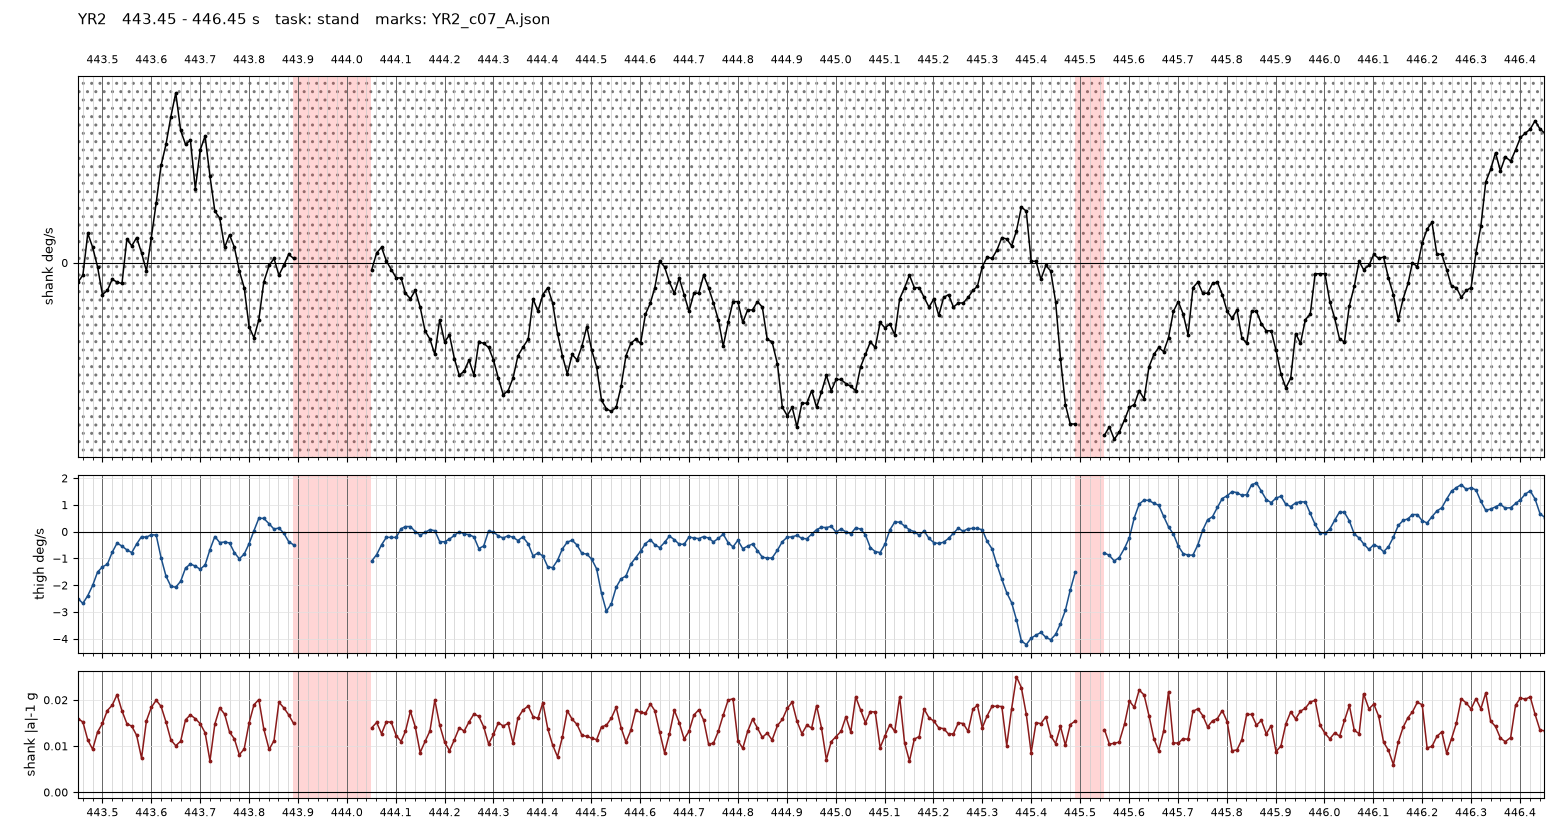 YR2   443.45 - 446.45 s   task: stand   marks: YR2_c07_A.json
443.5 443.6 443.7 443.8 443.9 444.0 444.1 444.2 444.3 444.4 444.5 444.6 444.7 444.8 444.9 445.0 445.1 445.2 445.3 445.4 445.5 445.6 445.7 445.8 445.9 446.0 446.1 446.2 446.3 446.4
shank deg/s
0
thigh deg/s
2
1
0
−1
−2
−3
−4
shank |a|-1 g
0.02
0.01
0.00
443.5 443.6 443.7 443.8 443.9 444.0 444.1 444.2 444.3 444.4 444.5 444.6 444.7 444.8 444.9 445.0 445.1 445.2 445.3 445.4 445.5 445.6 445.7 445.8 445.9 446.0 446.1 446.2 446.3 446.4